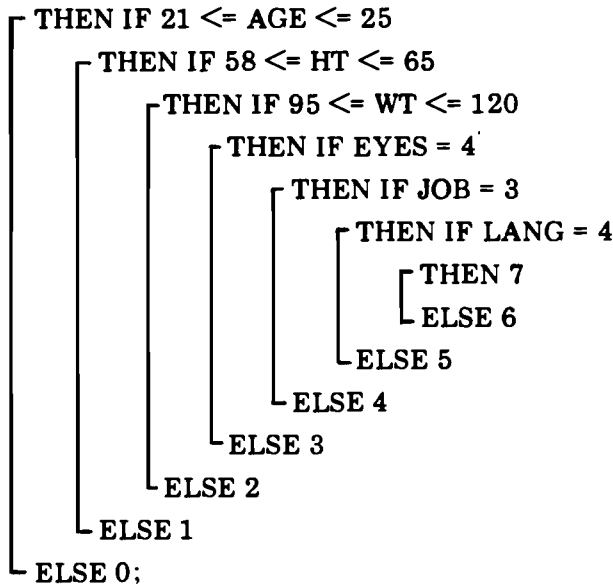 THEN IF 21 <= AGE <= 25
THEN IF 58 <= HT <= 65
THEN IF 95 <= WT <= 120
THEN IF EYES = 4
THEN IF JOB = 3
THEN IF LANG = 4
THEN 7
ELSE 6
ELSE 5
ELSE 4
ELSE 3
ELSE 2
ELSE 1
ELSE 0;